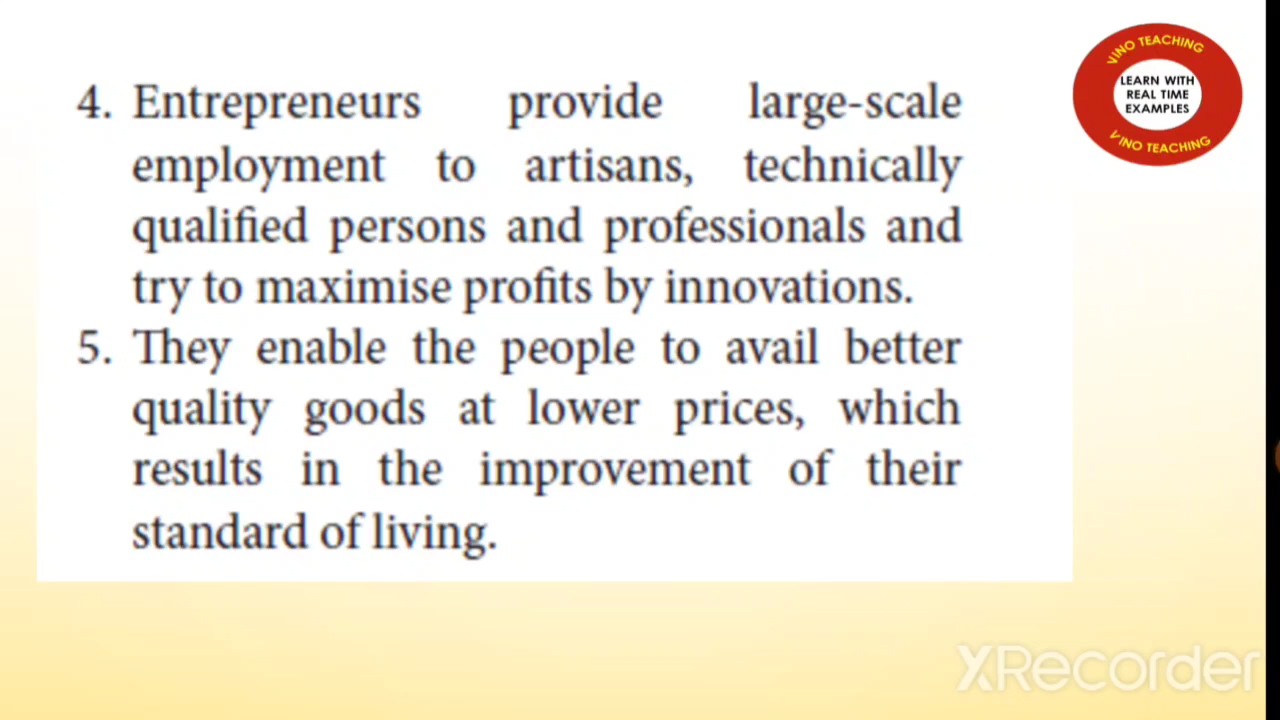 VINO TEACHING
LEARN WITH
REAL TIME
EXAMPLES
VINO TEACHING
4. Entrepreneurs provide large-scale
employment to artisans, technically
qualified persons and professionals and
try to maximise profits by innovations.
5. They enable the people to avail better
quality goods at lower prices, which
results in the improvement of their
standard of living.
XRecorder